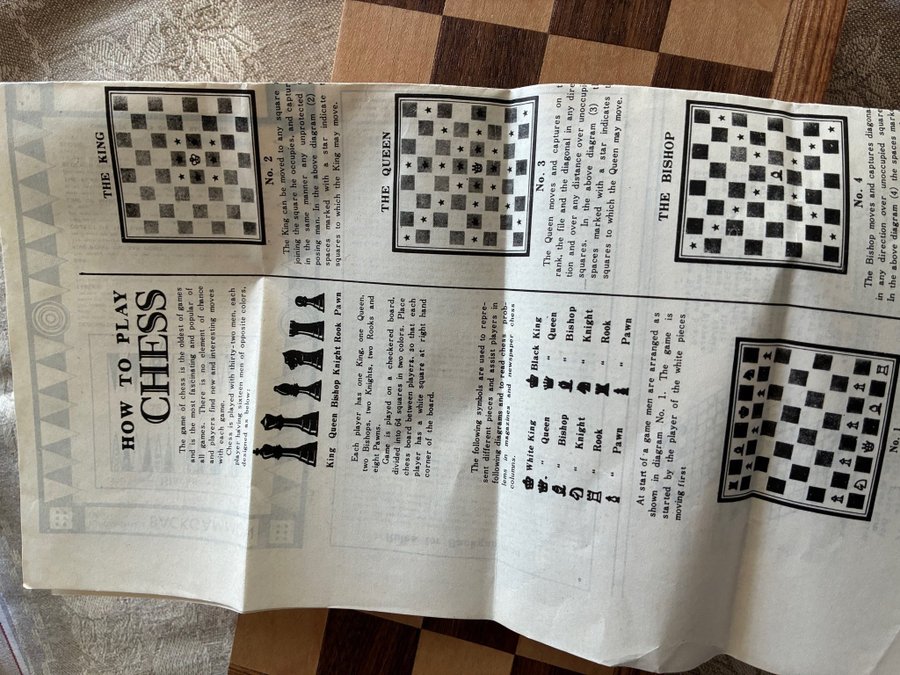 HOW TO PLAY
CHESS
The game of chess is the oldest of games
and is the most fascinating and popular of
all games. There is no element of chance
and players find new and interesting moves
with each game.
Chess is played with thirty-two men, each
player having sixteen men of opposite colors,
designed as below:
King Queen Bishop Knight Rook Pawn
Each player has one King, one Queen,
two Bishops, two Knights, two Rooks and
eight Pawns.
Game is played on a checkered board,
divided into 64 squares in two colors. Place
chess board between players, so that each
player has a white square at right hand
corner of the board.
The following symbols are used to repre-
sent different pieces and assist players in
following diagrams and to read chess prob-
lems in magazines and newspaper chess
columns.
White King Black King
" Queen " Queen
" Bishop " Bishop
" Knight " Knight
" Rook " Rook
" Pawn " Pawn
At start of a game men are arranged as
shown in diagram No. 1. The game is
started by the player of the white pieces
moving first
No.
THE KING
No. 2
The King can be moved to any square
joining the square he occupies, and captur
in the same manner any unprotected
posing man. in the above diagram (2)
spaces marked with a star indicate
squares to which the King may move.
THE QUEEN
No. 3
The Queen moves and captures on t
rank, the file and the diagonal in any dire
tion and over any distance over unoccupi
squares. In the above diagram (3) t
spaces marked with a star indicates
squares to which the Queen may move.
THE BISHOP
No. 4
The Bishop moves and captures diagona
in any direction over unoccupied square
In the above diagram (4) the spaces mark